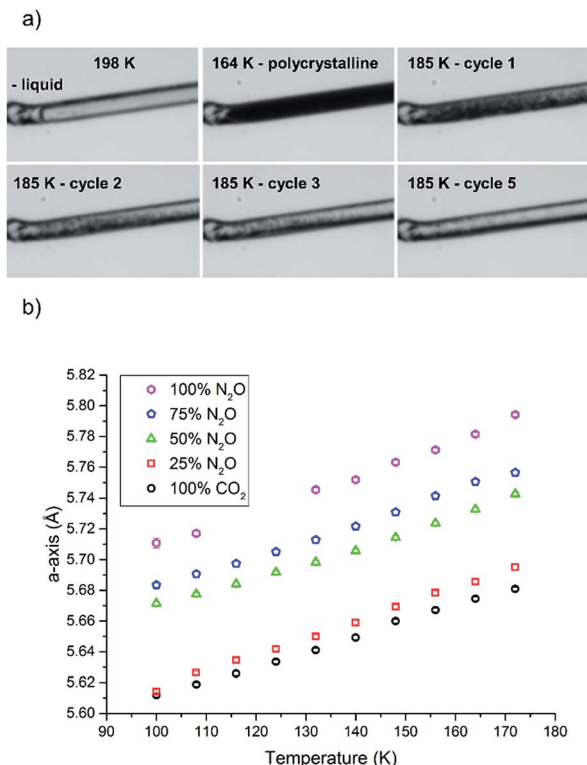 a)
198 K
- liquid
164 K - polycrystalline
185 K - cycle 1
185 K - cycle 2
185 K - cycle 3
185 K - cycle 5
b)
5.82
5.80
5.78
5.76
5.74
5.72
5.70
5.68
5.66
5.64
5.62
5.60
a-axis (Å)
100% N₂O
75% N₂O
50% N₂O
25% N₂O
100% CO₂
90 100 110 120 130 140 150 160 170 180
Temperature (K)